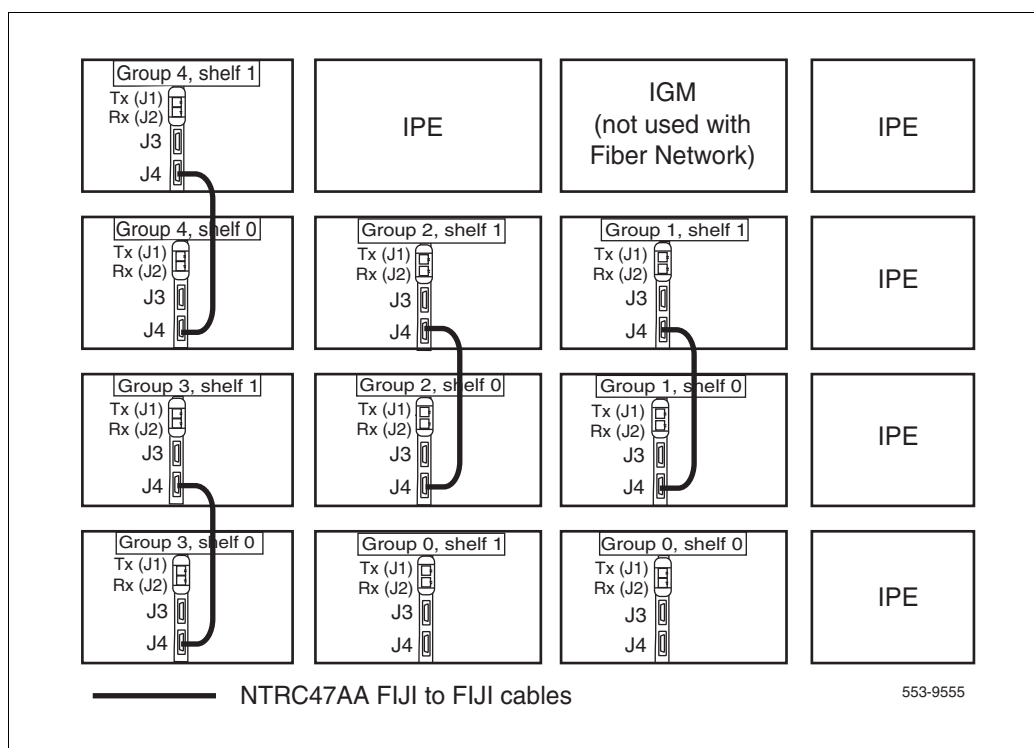 Group 4, shelf 1
Tx (J1)
Rx (J2)
J3
J4
IPE
IGM
(not used with
Fiber Network)
IPE
Group 4, shelf 0
Tx (J1)
Rx (J2)
J3
J4
Group 2, shelf 1
Tx (J1)
Rx (J2)
J3
J4
Group 1, shelf 1
Tx (J1)
Rx (J2)
J3
J4
IPE
Group 3, shelf 1
Tx (J1)
Rx (J2)
J3
J4
Group 2, shelf 0
Tx (J1)
Rx (J2)
J3
J4
Group 1, shelf 0
Tx (J1)
Rx (J2)
J3
J4
IPE
Group 3, shelf 0
Tx (J1)
Rx (J2)
J3
J4
Group 0, shelf 1
Tx (J1)
Rx (J2)
J3
J4
Group 0, shelf 0
Tx (J1)
Rx (J2)
J3
J4
IPE
NTRC47AA FIJI to FIJI cables
553-9555